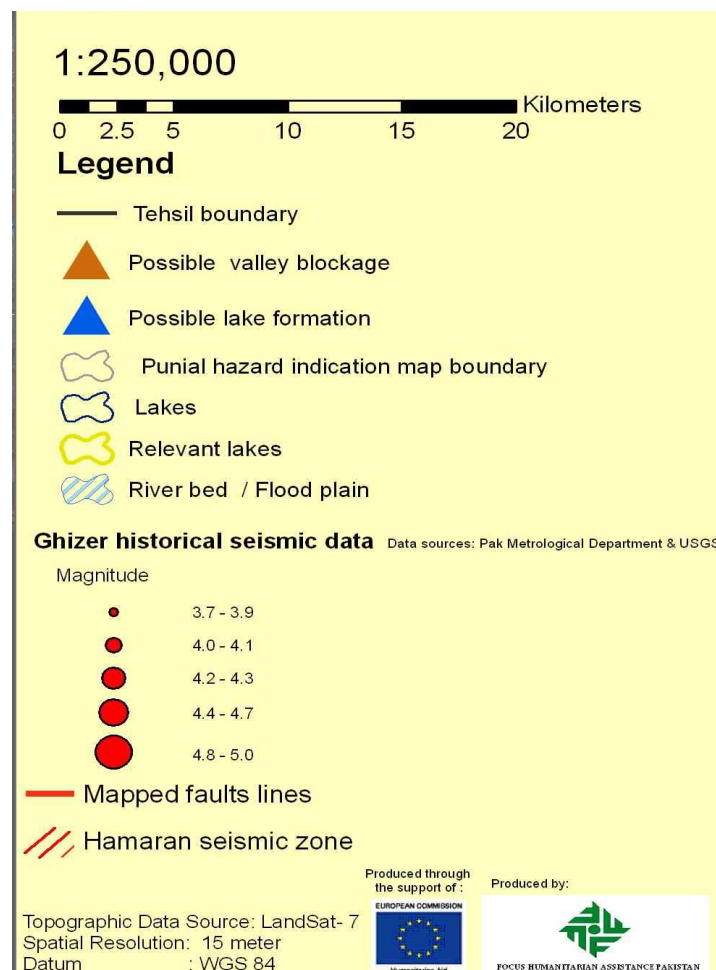 1:250,000
Kilometers
0 2.5 5 10 15 20
Legend
Tehsil boundary
Possible valley blockage
Possible lake formation
Punial hazard indication map boundary
Lakes
Relevant lakes
River bed / Flood plain
Ghizer historical seismic data Data sources: Pak Metrological Department & USGS
Magnitude
3.7 - 3.9
4.0 - 4.1
4.2 - 4.3
4.4 - 4.7
4.8 - 5.0
Mapped faults lines
Hamaran seismic zone
Produced through
the support of :
Produced by:
EUROPEAN COMMISSION
Topographic Data Source: LandSat- 7
Spatial Resolution: 15 meter
Datum : WGS 84
Humanitarian Aid
FOCUS HUMANITARIAN ASSISTANCE PAKISTAN